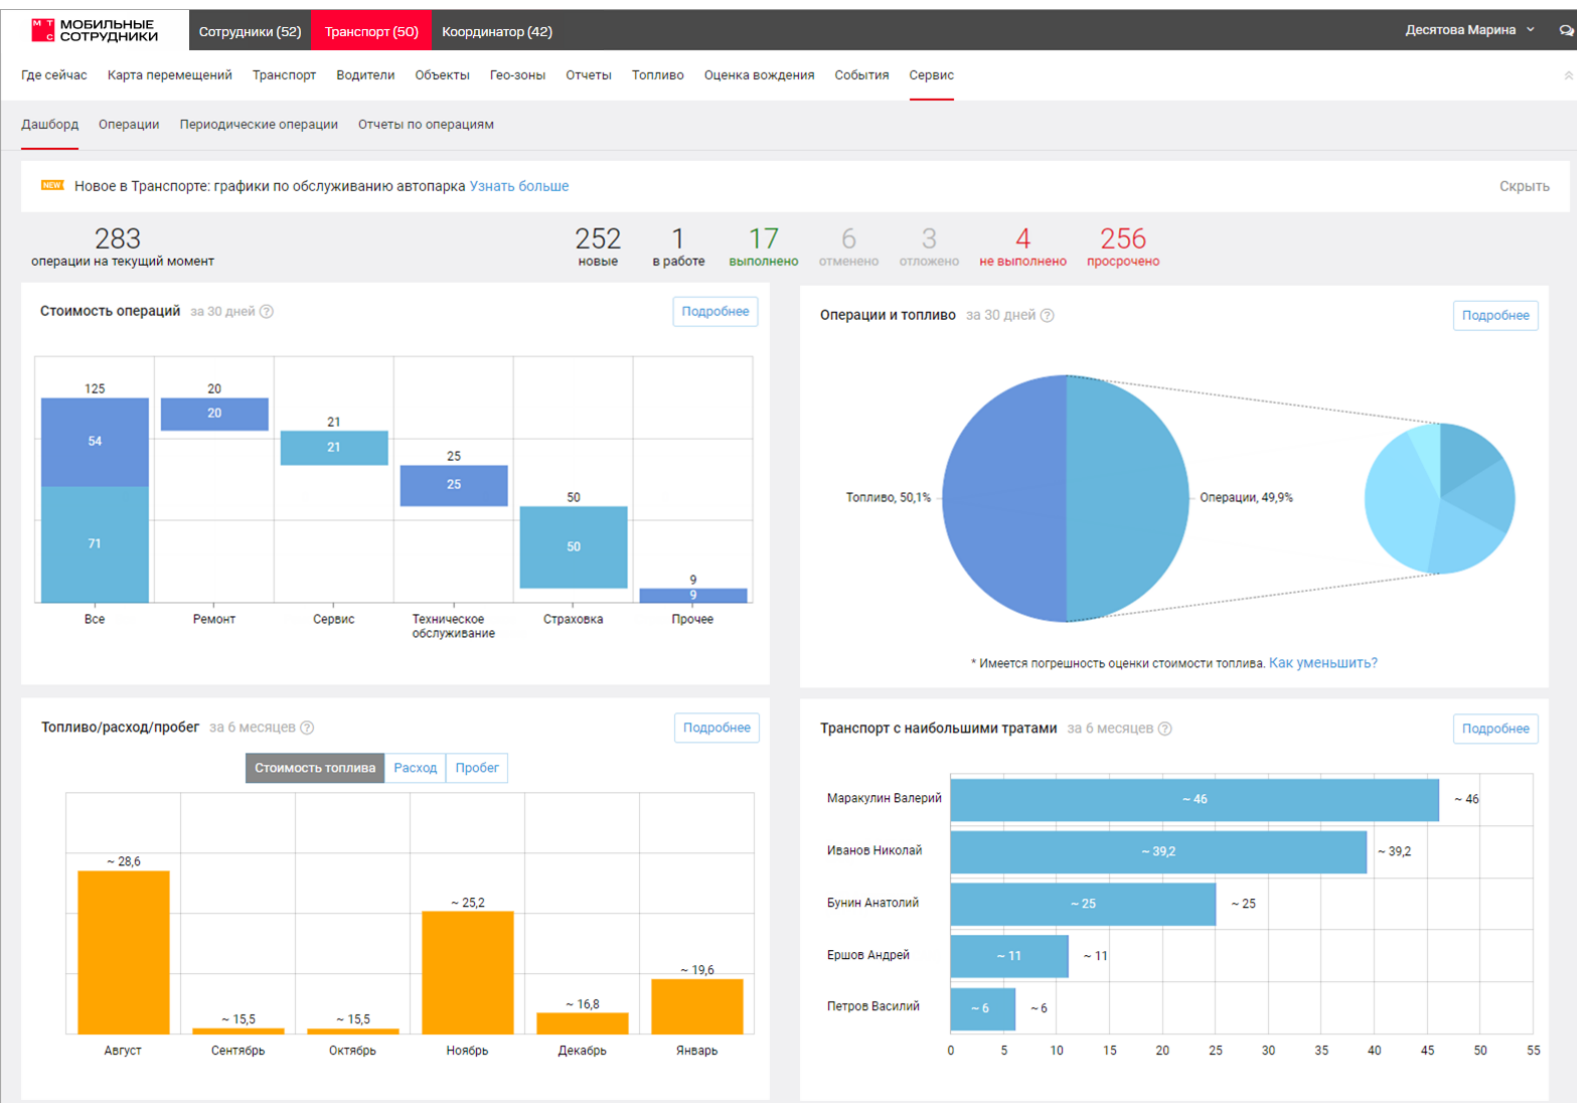 МТС МОБИЛЬНЫЕ СОТРУДНИКИ
Сотрудники (52) Транспорт (50) Координатор (42) Десятова Марина
Где сейчас Карта перемещений Транспорт Водители Объекты Гео-зоны Отчеты Топливо Оценка вождения События Сервис
Дашборд Операции Периодические операции Отчеты по операциям
NEW Новое в Транспорте: графики по обслуживанию автопарка Узнать больше Скрыть
283 252 1 17 6 3 4 256
операции на текущий момент новые в работе выполнено отменено отложено не выполнено просрочено
Стоимость операций за 30 дней ? Подробнее
125 20
20
54
21
21
25
25
50
71 50
9
9
Все Ремонт Сервис Техническое обслуживание Страховка Прочее
Операции и топливо за 30 дней ? Подробнее
Топливо, 50,1% Операции, 49,9%
* Имеется погрешность оценки стоимости топлива. Как уменьшить?
Топливо/расход/пробег за 6 месяцев ? Подробнее
Стоимость топлива Расход Пробег
~ 28,6
~ 15,5
~ 15,5
~ 25,2
~ 16,8
~ 19,6
Август Сентябрь Октябрь Ноябрь Декабрь Январь
Транспорт с наибольшими тратами за 6 месяцев ? Подробнее
Маракулин Валерий ~ 46 ~ 46
Иванов Николай ~ 39,2 ~ 39,2
Бунин Анатолий ~ 25 ~ 25
Ершов Андрей ~ 11 ~ 11
Петров Василий ~ 6 ~ 6
0 5 10 15 20 25 30 35 40 45 50 55